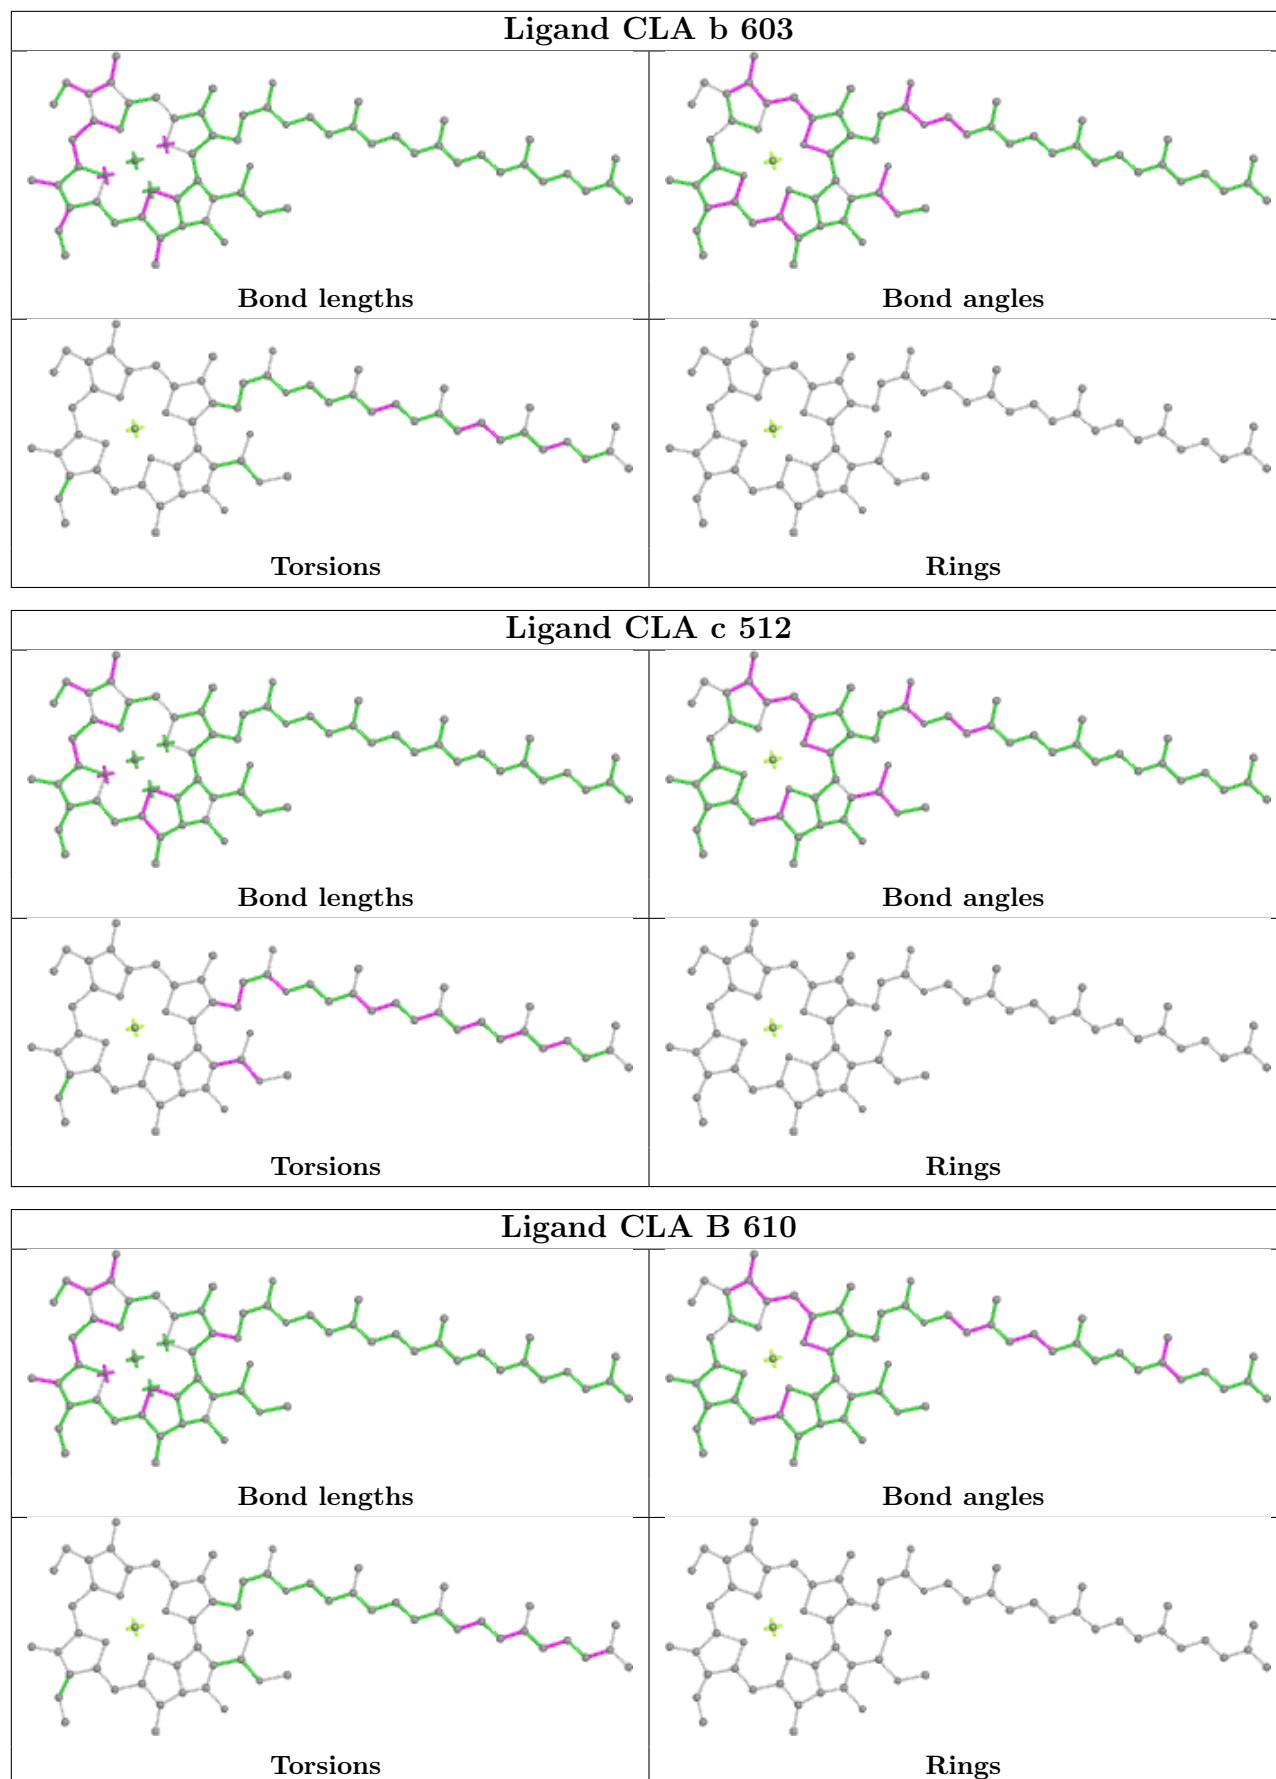 Ligand CLA b 603
Bond lengths
Bond angles
Torsions
Rings
Ligand CLA c 512
Bond lengths
Bond angles
Torsions
Rings
Ligand CLA B 610
Bond lengths
Bond angles
Torsions
Rings